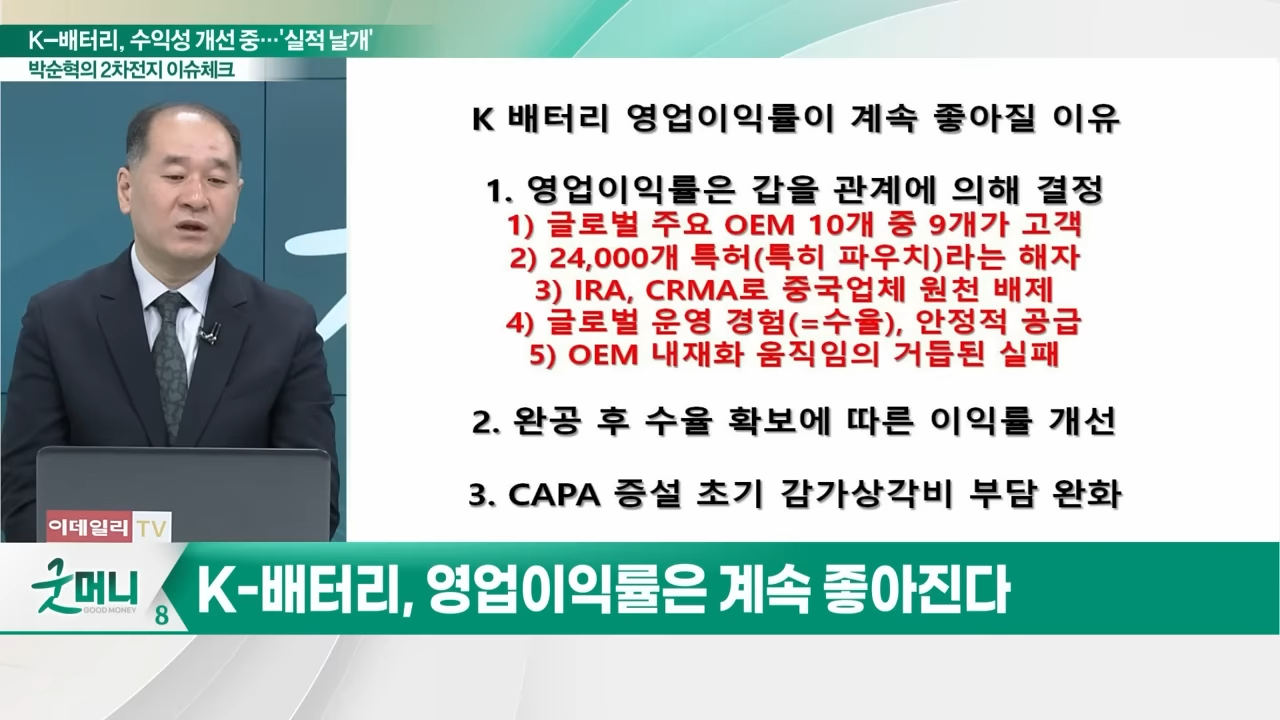 K-배터리, 수익성 개선 중…'실적 날개'
박순혁의 2차전지 이슈체크
K 배터리 영업이익률이 계속 좋아질 이유
1. 영업이익률은 갑을 관계에 의해 결정
1) 글로벌 주요 OEM 10개 중 9개가 고객
2) 24,000개 특허(특히 파우치)라는 해자
3) IRA, CRMA로 중국업체 원천 배제
4) 글로벌 운영 경험(=수율), 안정적 공급
5) OEM 내재화 움직임의 거듭된 실패
2. 완공 후 수율 확보에 따른 이익률 개선
3. CAPA 증설 초기 감가상각비 부담 완화
이데일리 TV
굿머니
GOOD MONEY
8
K-배터리, 영업이익률은 계속 좋아진다